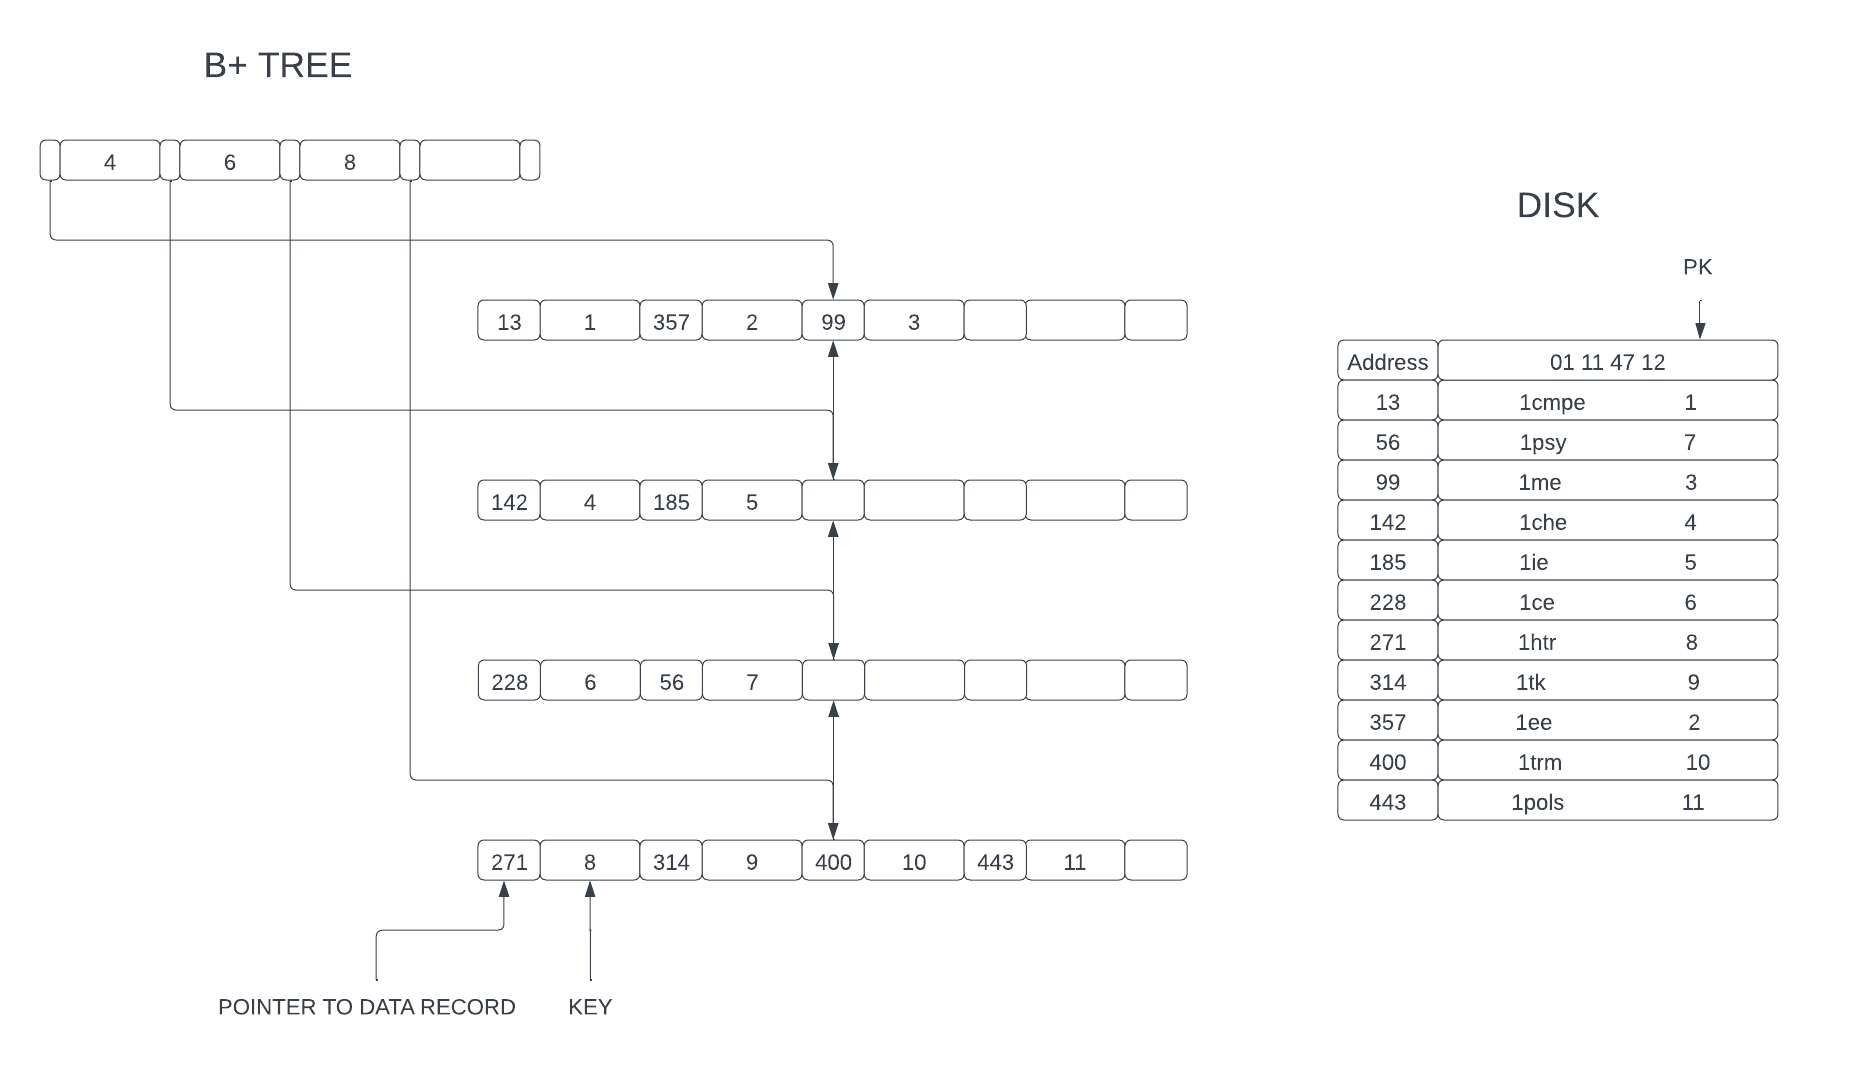 B+ TREE
4 6 8
13 1 357 2 99 3
142 4 185 5
228 6 56 7
271 8 314 9 400 10 443 11
POINTER TO DATA RECORD
KEY
DISK
PK
Address 01 11 47 12
13 1cmpe 1
56 1psy 7
99 1me 3
142 1che 4
185 1ie 5
228 1ce 6
271 1htr 8
314 1tk 9
357 1ee 2
400 1trm 10
443 1pols 11